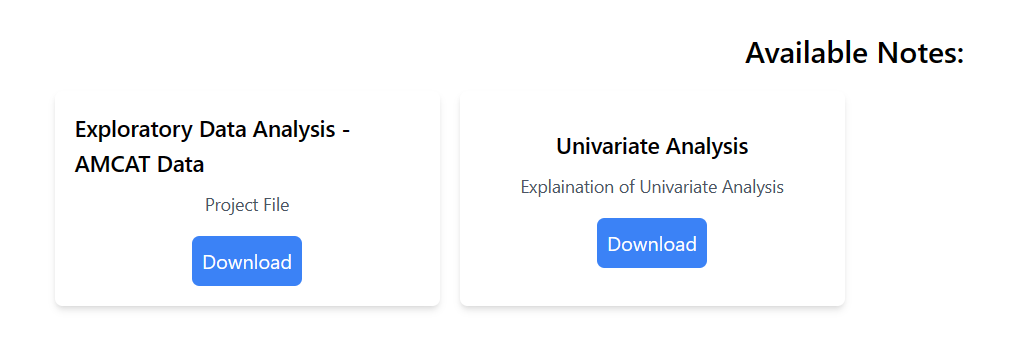 Available Notes:
Exploratory Data Analysis -
AMCAT Data
Project File
Download
Univariate Analysis
Explaination of Univariate Analysis
Download